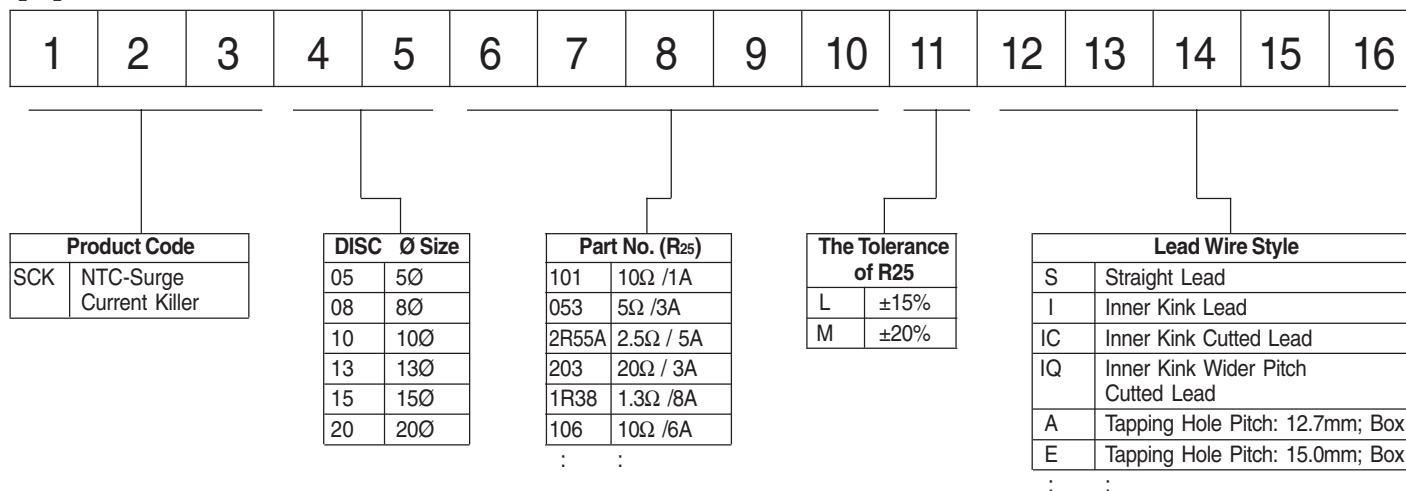 1 2 3 4 5 6 7 8 9 10 11 12 13 14 15 16
Product Code
SCK NTC-Surge
Current Killer
DISC Ø Size
05 5Ø
08 8Ø
10 10Ø
13 13Ø
15 15Ø
20 20Ø
Part No. (R25)
101 10Ω /1A
053 5Ω /3A
2R55A 2.5Ω / 5A
203 20Ω / 3A
1R38 1.3Ω /8A
106 10Ω /6A
: :
The Tolerance
of R25
L ±15%
M ±20%
Lead Wire Style
S Straight Lead
I Inner Kink Lead
IC Inner Kink Cutted Lead
IQ Inner Kink Wider Pitch
Cutted Lead
A Tapping Hole Pitch: 12.7mm; Box
E Tapping Hole Pitch: 15.0mm; Box
: :